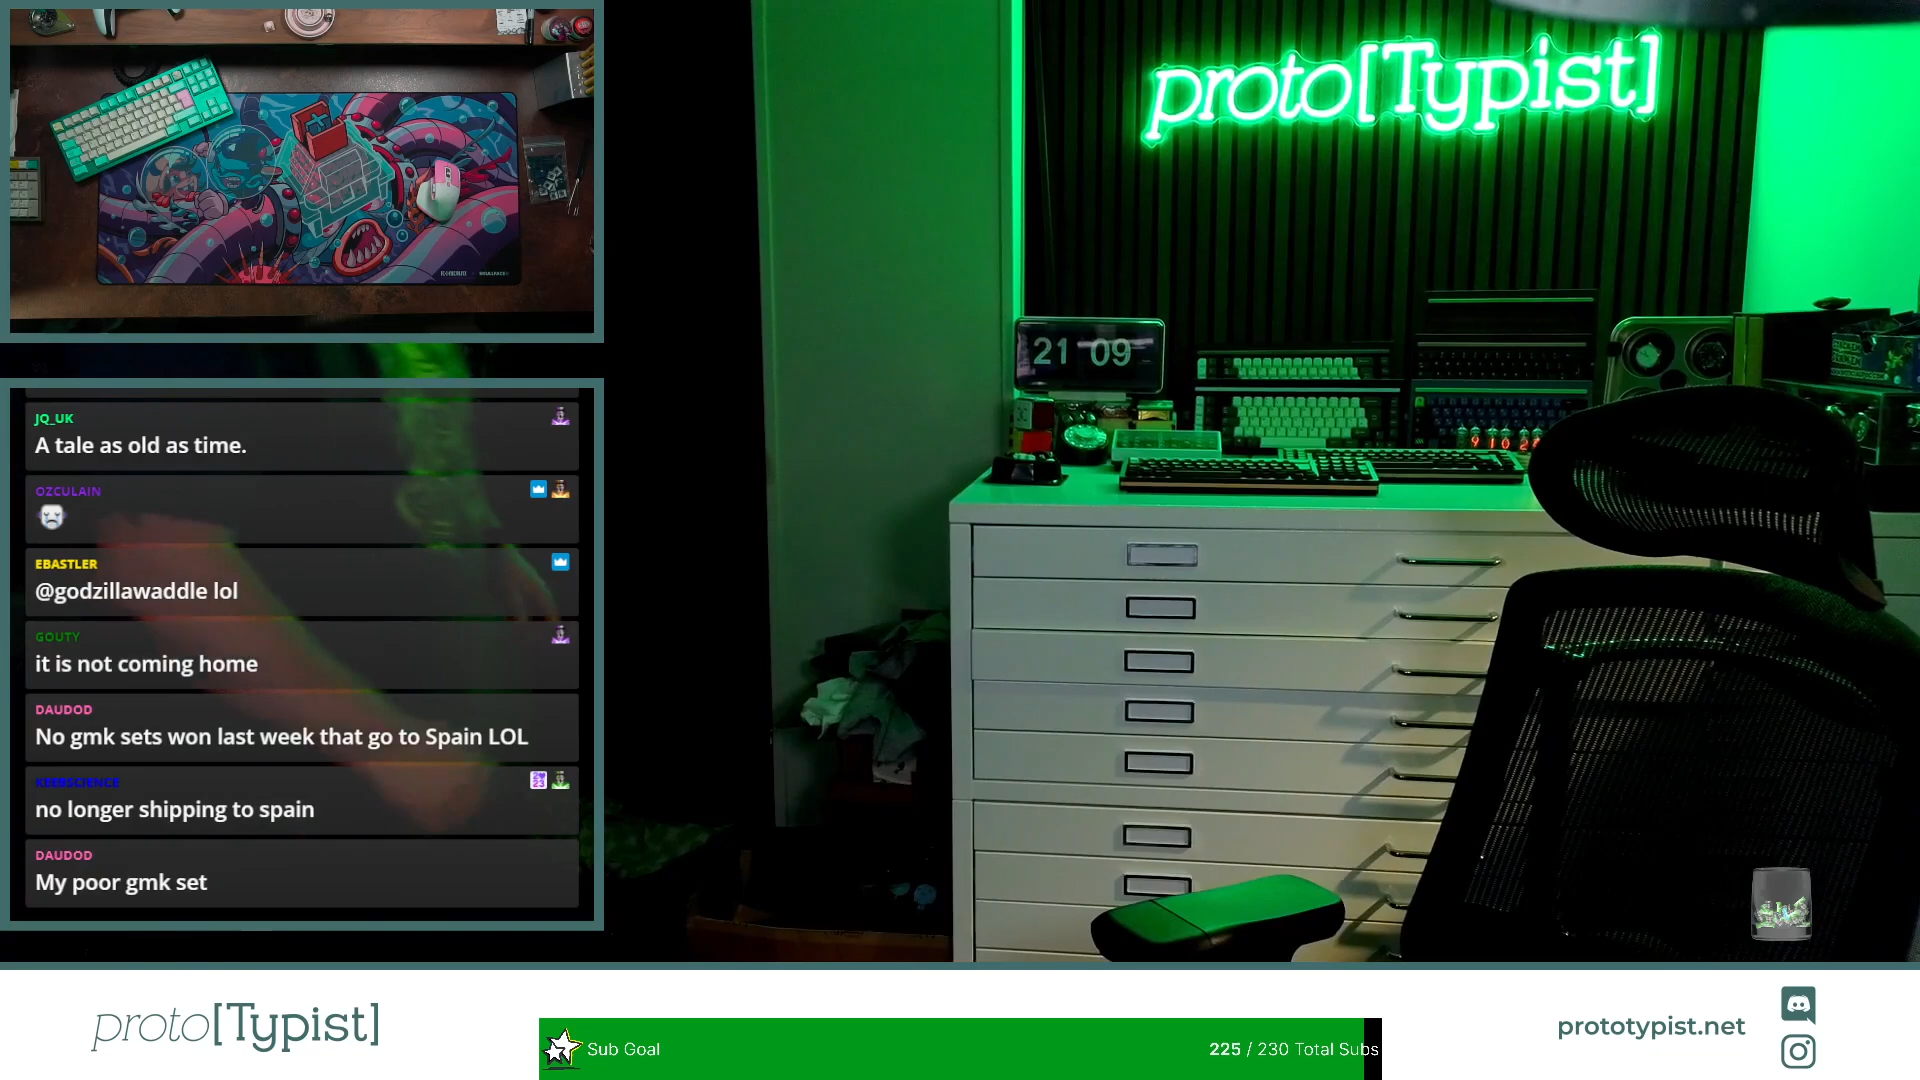 proto[Typist]
21 09
JQ_UK
A tale as old as time.
OZCULAIN
EBASTLER
@godzillawaddle lol
GOUTY
it is not coming home
DAUDOD
No gmk sets won last week that go to Spain LOL
KEEBSCIENCE
no longer shipping to spain
DAUDOD
My poor gmk set
proto[Typist]
Sub Goal
225 / 230 Total Subs
prototypist.net